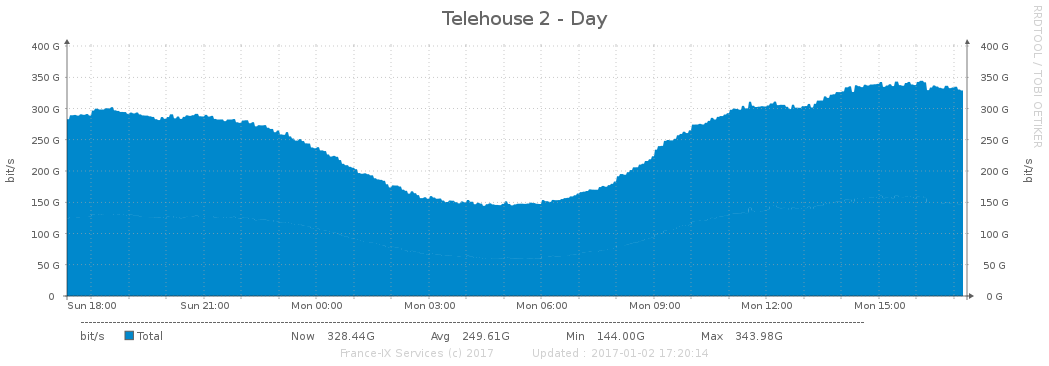 Telehouse 2 - Day
RRDTOOL / TOBI OETIKER
400 G 400 G
350 G 350 G
300 G 300 G
250 G 250 G
200 G 200 G
150 G 150 G
100 G 100 G
50 G 50 G
0 0 G
bit/s bit/s
Sun 18:00 Sun 21:00 Mon 00:00 Mon 03:00 Mon 06:00 Mon 09:00 Mon 12:00 Mon 15:00
bit/s Total Now 328.44G Avg 249.61G Min 144.00G Max 343.98G
France-IX Services (c) 2017 Updated : 2017-01-02 17:20:14